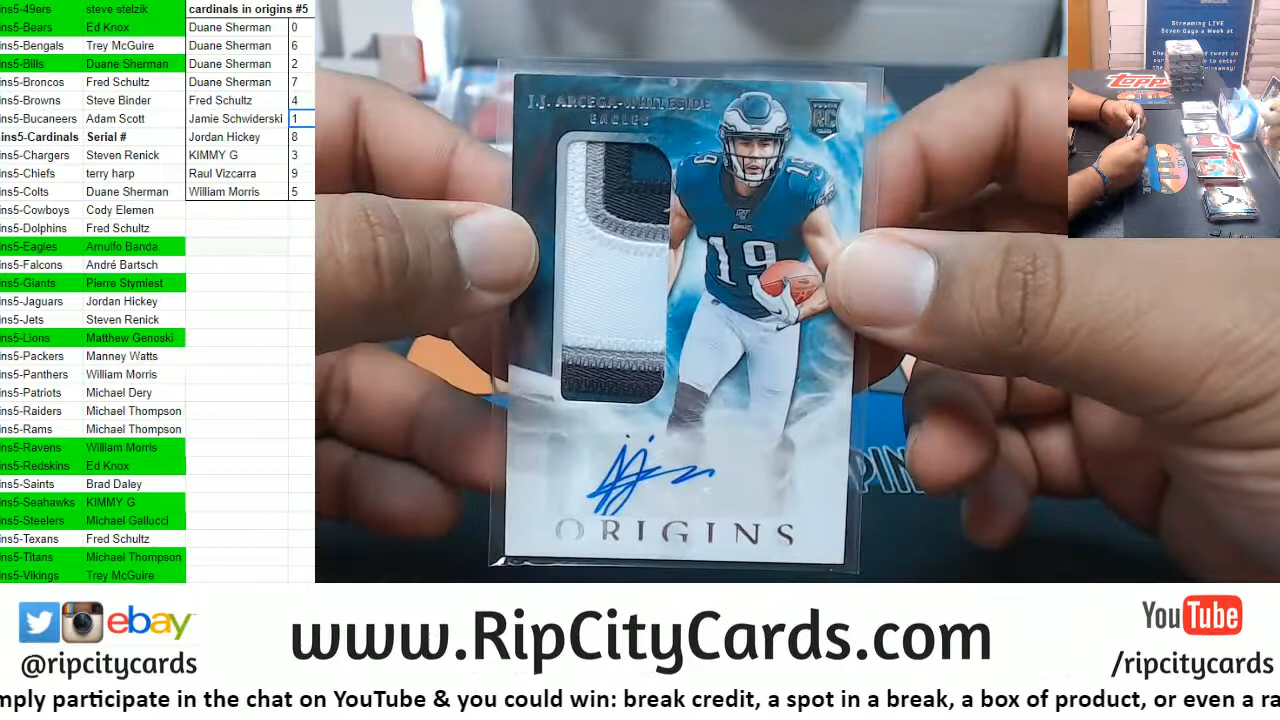 ins5-49ers steve stelzik cardinals in origins #5
ins5-Bears Ed Knox Duane Sherman 0
ins5-Bengals Trey McGuire Duane Sherman 6
ins5-Bills Duane Sherman Duane Sherman 2
ins5-Broncos Fred Schultz Duane Sherman 7
ins5-Browns Steve Binder Fred Schultz 4
ins5-Bucaneers Adam Scott Jamie Schwiderski 1
ins5-Cardinals Serial # Jordan Hickey 8
ins5-Chargers Steven Renick KIMMY G 3
ins5-Chiefs terry harp Raul Vizcarra 9
ins5-Colts Duane Sherman William Morris 5
ins5-Cowboys Cody Elemen
ins5-Dolphins Fred Schultz
ins5-Eagles Arnulfo Banda
ins5-Falcons André Bartsch
ins5-Giants Pierre Stymiest
ins5-Jaguars Jordan Hickey
ins5-Jets Steven Renick
ins5-Lions Matthew Genoski
ins5-Packers Manney Watts
ins5-Panthers William Morris
ins5-Patriots Michael Dery
ins5-Raiders Michael Thompson
ins5-Rams Michael Thompson
ins5-Ravens William Morris
ins5-Redskins Ed Knox
ins5-Saints Brad Daley
ins5-Seahawks KIMMY G
ins5-Steelers Michael Gallucci
ins5-Texans Fred Schultz
ins5-Titans Michael Thompson
ins5-Vikings Trey McGuire
J.J. ARCEGA-WHITESIDE
EAGLES
RC
19
19
ORIGINS
Streaming LIVE
Seven Days a Week at
topps
ebay
@ripcitycards
www.RipCityCards.com
YouTube
/ripcitycards
mply participate in the chat on YouTube & you could win: break credit, a spot in a break, a box of product, or even a ra